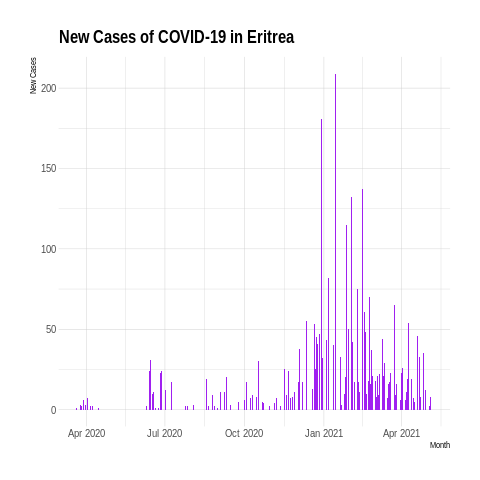 New Cases of COVID-19 in Eritrea
New Cases
200
150
100
50
0
Apr 2020 Jul 2020 Oct 2020 Jan 2021 Apr 2021
Month